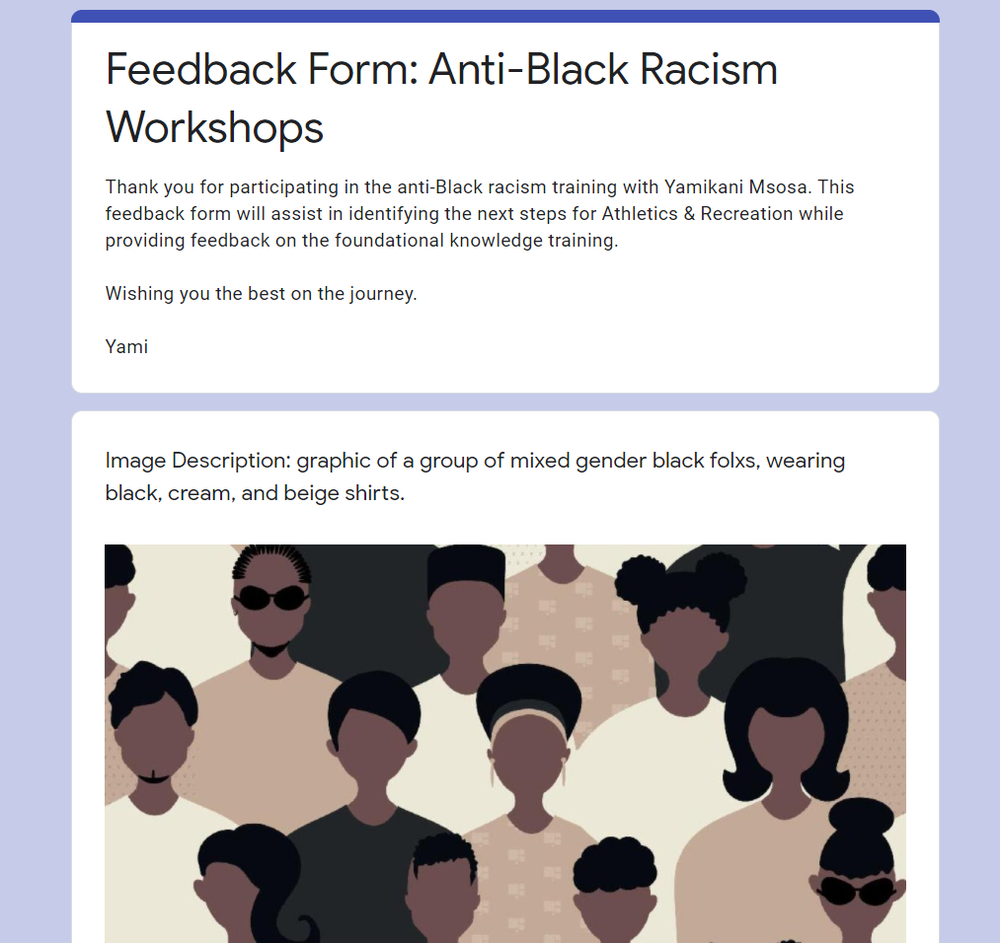 Feedback Form: Anti-Black Racism
Workshops
Thank you for participating in the anti-Black racism training with Yamikani Msosa. This
feedback form will assist in identifying the next steps for Athletics & Recreation while
providing feedback on the foundational knowledge training.
Wishing you the best on the journey.
Yami
Image Description: graphic of a group of mixed gender black folxs, wearing
black, cream, and beige shirts.